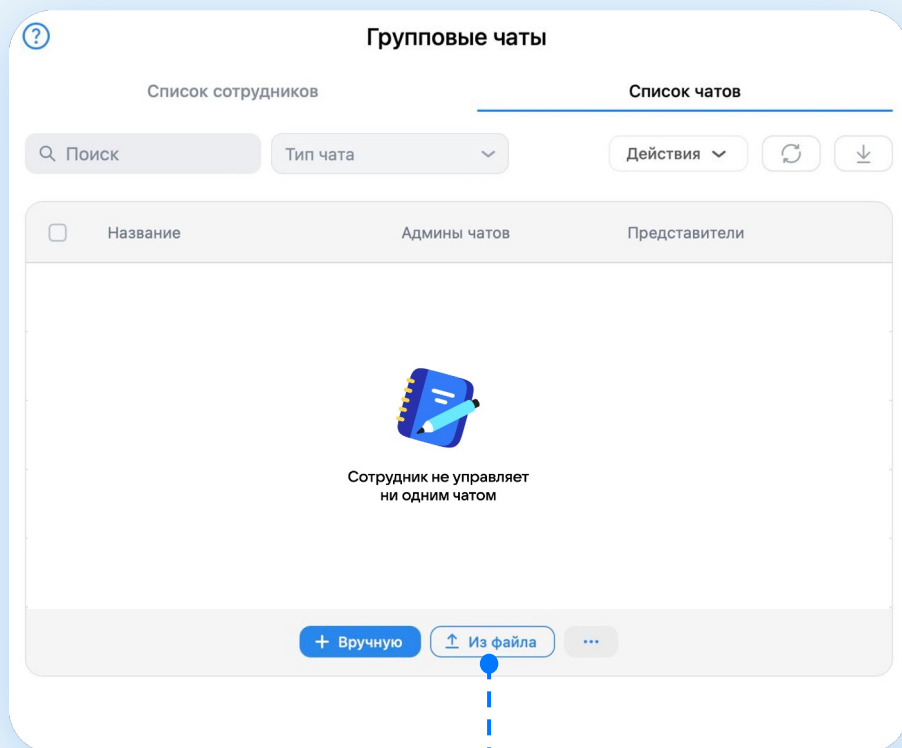 ?
Групповые чаты
Список сотрудников
Список чатов
Поиск
Тип чата
Действия
Название
Админы чатов
Представители
Сотрудник не управляет
ни одним чатом
+ Вручную
Из файла
...